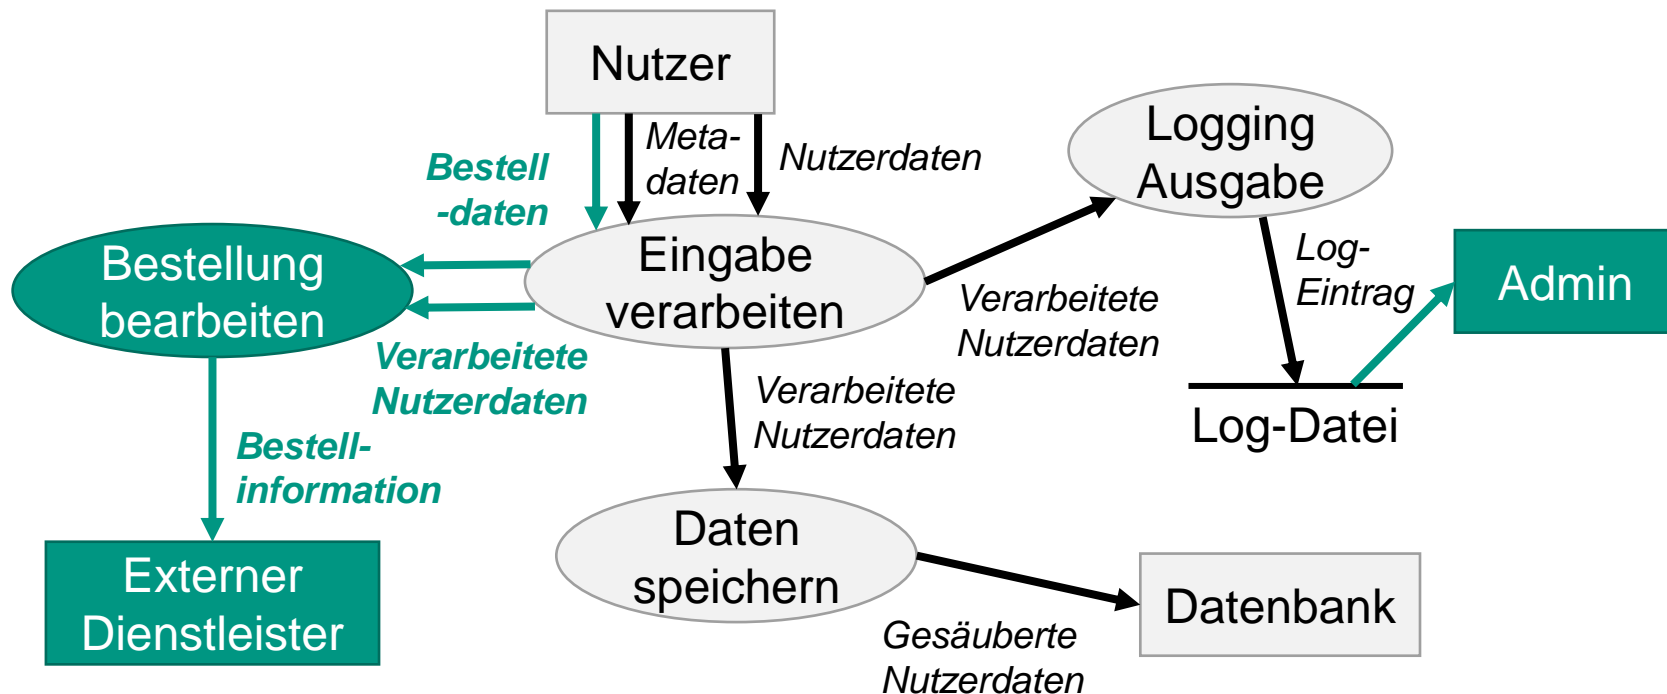 Nutzer
Bestell
-daten
Meta-
daten
Nutzerdaten
Logging
Ausgabe
Bestellung
bearbeiten
Eingabe
verarbeiten
Verarbeitete
Nutzerdaten
Log-
Eintrag
Admin
Verarbeitete
Nutzerdaten
Verarbeitete
Nutzerdaten
Log-Datei
Bestell-
information
Externer
Dienstleister
Daten
speichern
Gesäuberte
Nutzerdaten
Datenbank